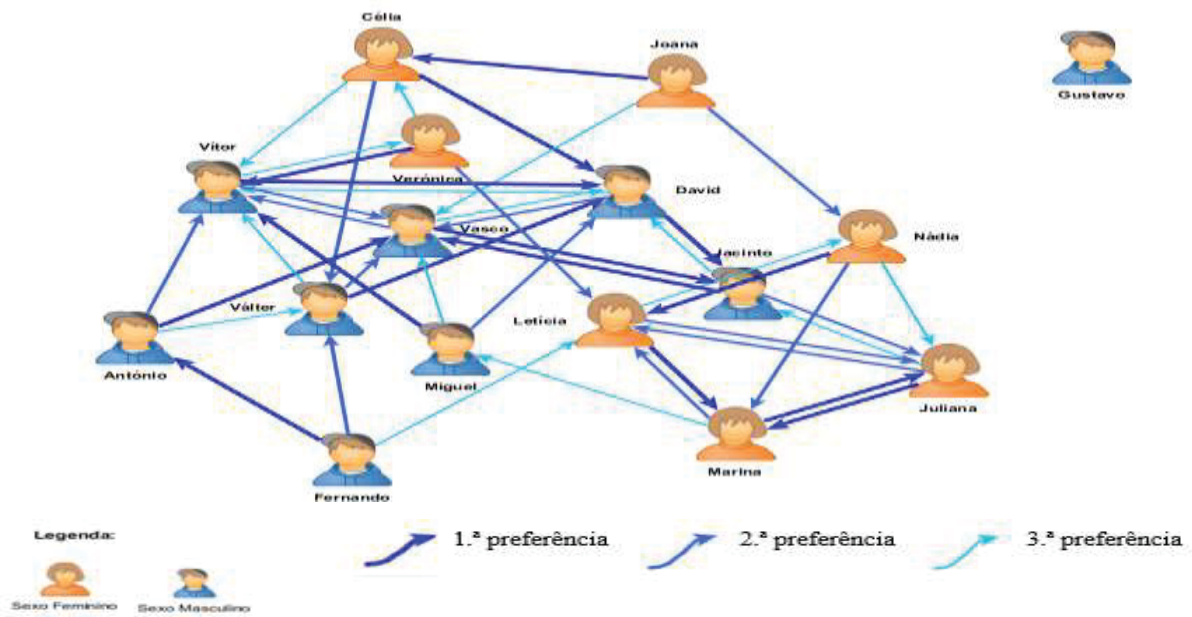 Célia
Joana
Gustavo
Vítor
Verónica
David
Vasco
Nádia
Jacinto
Válter
Letícia
António
Miguel
Juliana
Marina
Fernando
Legenda:
1.ª preferência
2.ª preferência
3.ª preferência
Sexo Feminino
Sexo Masculino